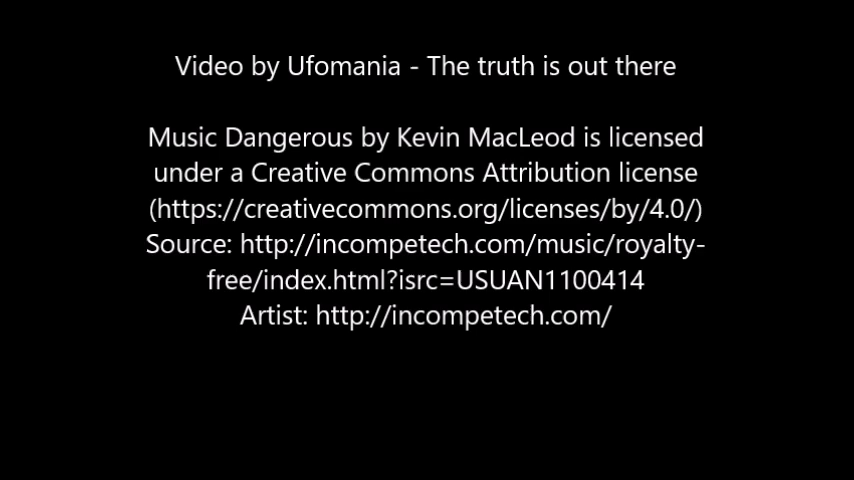 Video by Ufomania - The truth is out there
Music Dangerous by Kevin MacLeod is licensed
under a Creative Commons Attribution license
(https://creativecommons.org/licenses/by/4.0/)
Source: http://incompetech.com/music/royalty-
free/index.html?isrc=USUAN1100414
Artist: http://incompetech.com/